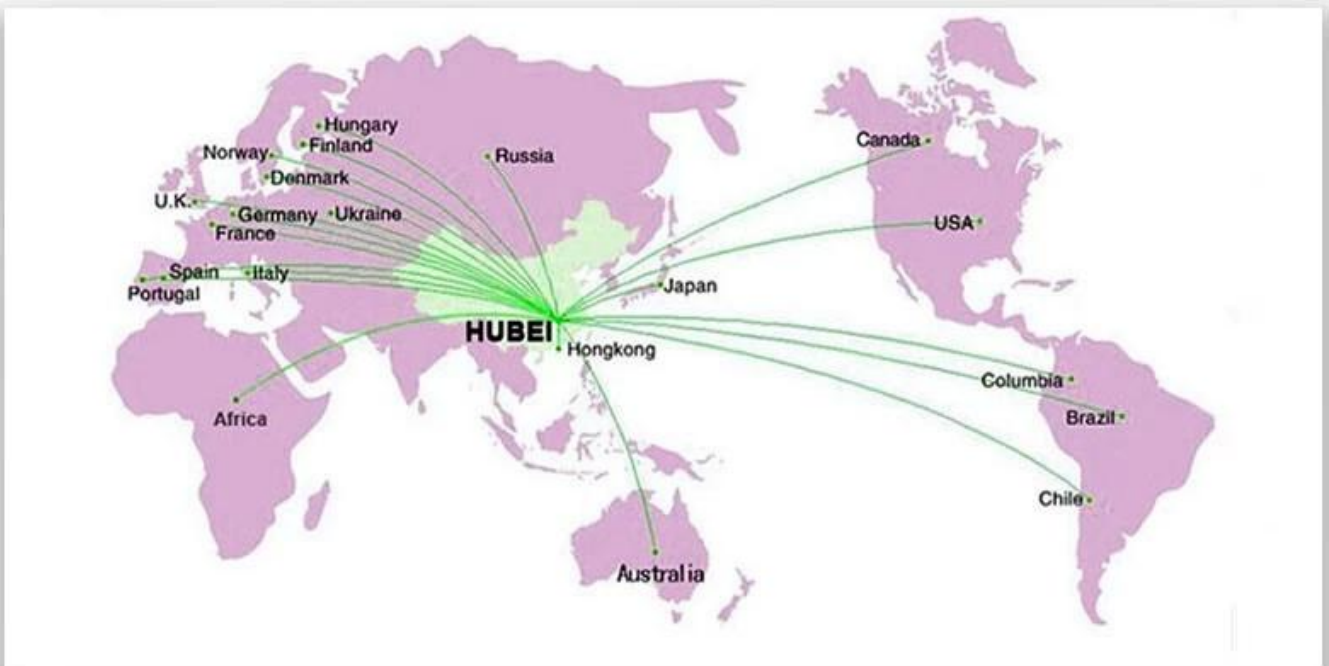 Hungary
Finland
Norway
Russia
Canada
Denmark
U.K.
Germany
Ukraine
France
USA
Spain
Italy
Portugal
Japan
HUBEI
Hongkong
Columbia
Africa
Brazil
Chile
Australia